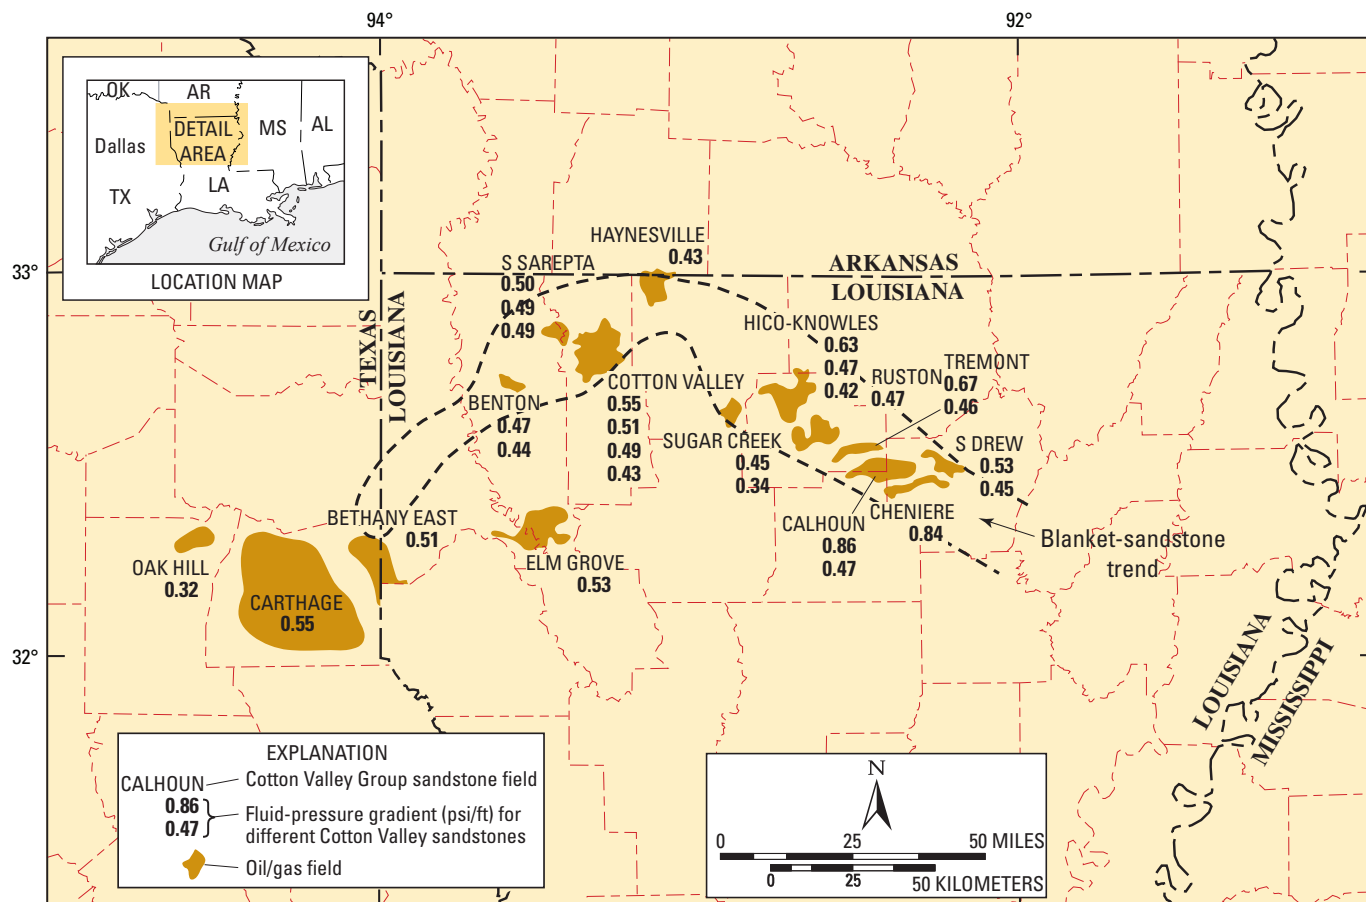 94°
92°
OK
AR
DETAIL
AREA
MS
AL
Dallas
TX
LA
Gulf of Mexico
LOCATION MAP
33°
32°
HAYNESVILLE
0.43
S SAREPTA
0.50
0.49
0.49
ARKANSAS
LOUISIANA
TEXAS
LOUISIANA
HICO-KNOWLES
0.63
0.47
0.42
TREMONT
0.67
0.46
RUSTON
0.47
COTTON VALLEY
0.55
0.51
0.49
0.43
BENTON
0.47
0.44
SUGAR CREEK
0.45
0.34
S DREW
0.53
0.45
CHENIERE
0.84
CALHOUN
0.86
0.47
Blanket-sandstone
trend
BETHANY EAST
0.51
OAK HILL
0.32
ELM GROVE
0.53
CARTHAGE
0.55
LOUISIANA
MISSISSIPPI
EXPLANATION
CALHOUN
Cotton Valley Group sandstone field
0.86
0.47
Fluid-pressure gradient (psi/ft) for
different Cotton Valley sandstones
Oil/gas field
N
0 25 50 MILES
0 25 50 KILOMETERS